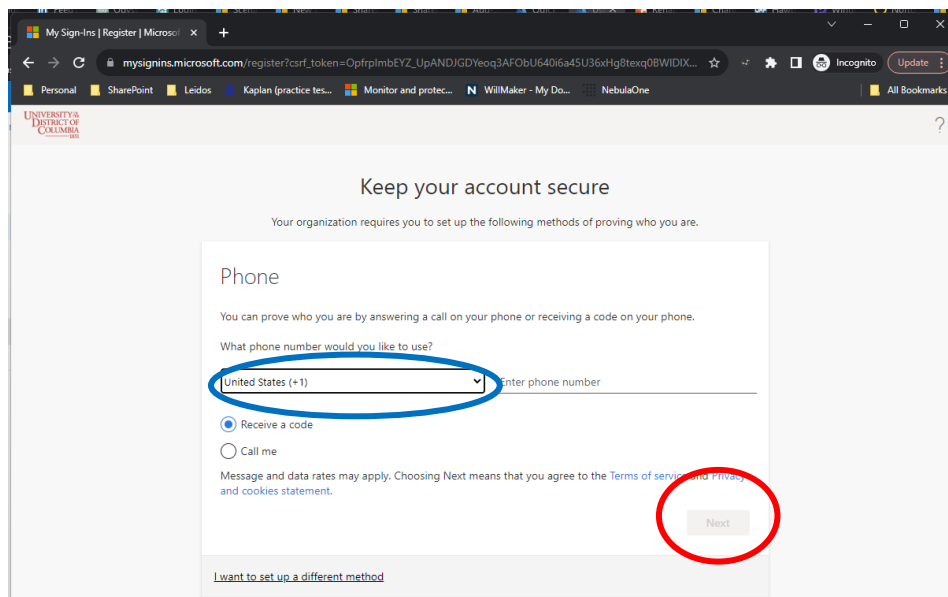 My Sign-Ins | Register | Microsof
mysignins.microsoft.com/register?csrf_token=OpfrpImbEYZ_UpANDJGDYeoq3AFObU640i6a45U36xHg8texq0BWIDIX...
Incognito
Update
Personal
SharePoint
Leidos
Kaplan (practice tes...
Monitor and protec...
WillMaker - My Do...
NebulaOne
All Bookmarks
UNIVERSITY OF THE
DISTRICT OF
COLUMBIA
1851
?
Keep your account secure
Your organization requires you to set up the following methods of proving who you are.
Phone
You can prove who you are by answering a call on your phone or receiving a code on your phone.
What phone number would you like to use?
United States (+1)
Enter phone number
Receive a code
Call me
Message and data rates may apply. Choosing Next means that you agree to the Terms of service and Privacy
and cookies statement.
Next
I want to set up a different method